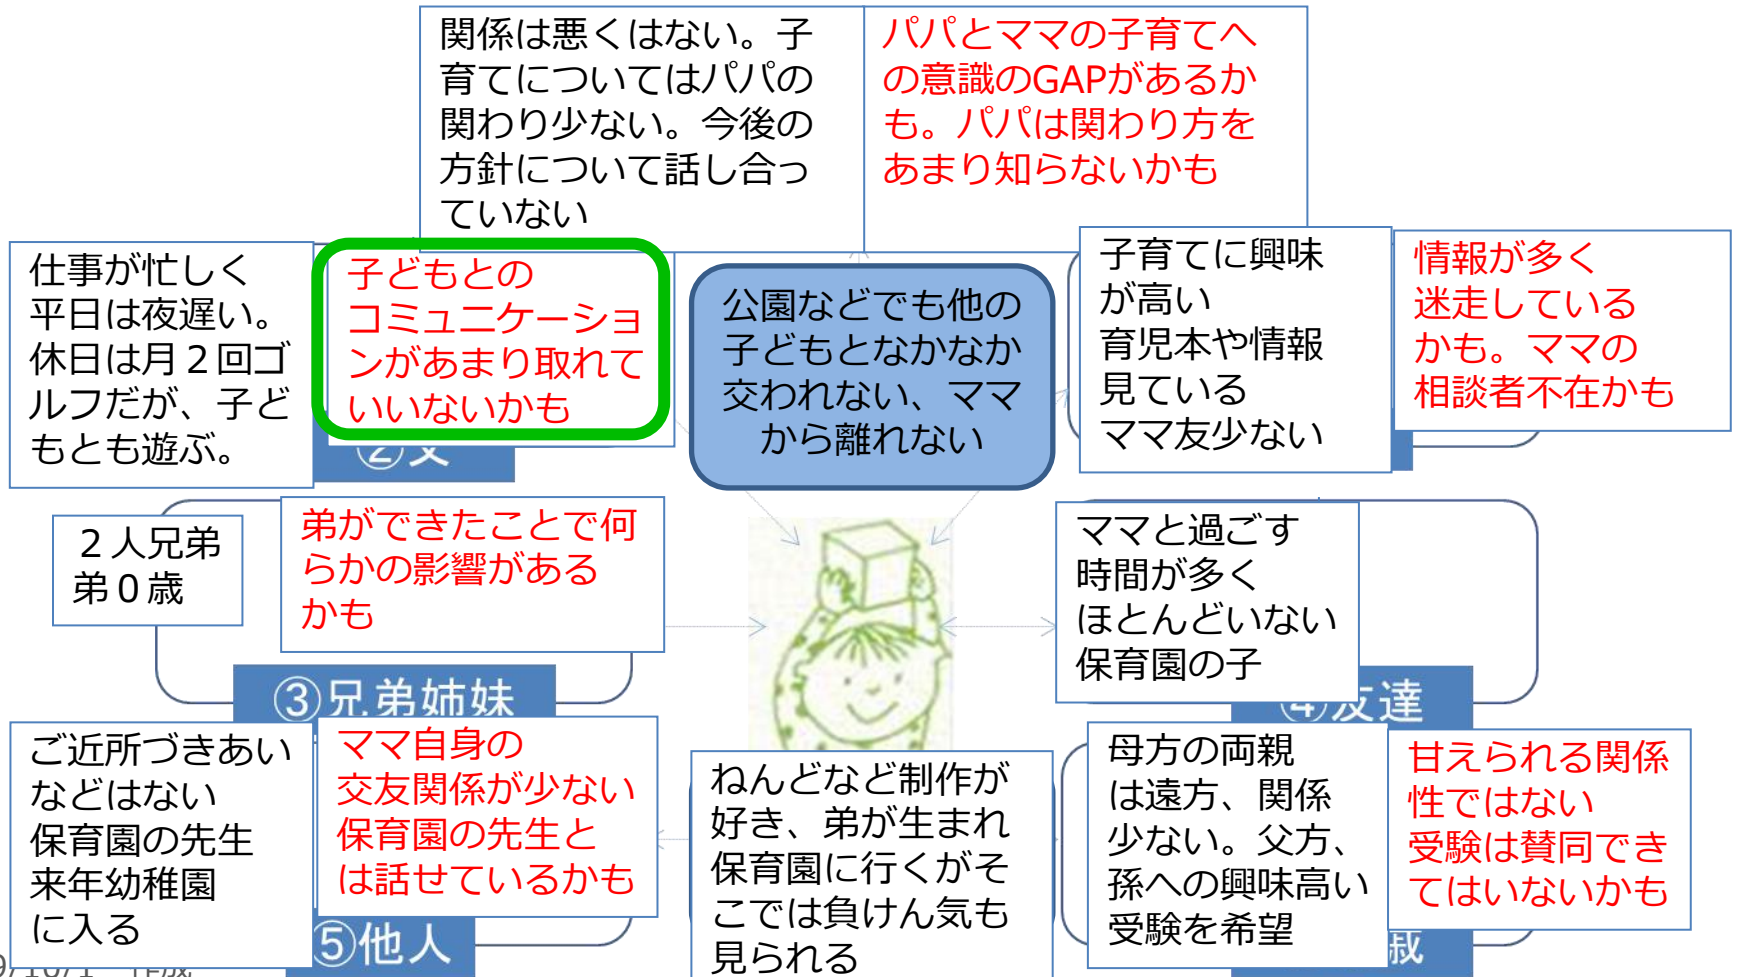 関係は悪くはない。子
育てについてはパパの
関わり少ない。今後の
方針について話し合っ
ていない
パパとママの子育てへ
の意識のGAPがあるか
も。パパは関わり方を
あまり知らないかも
仕事が忙しく
平日は夜遅い。
休日は月２回ゴ
ルフだが、子ど
もとも遊ぶ。
子どもとの
コミュニケーショ
ンがあまり取れて
いいないかも
②父
公園などでも他の
子どもとなかなか
交われない、ママ
から離れない
子育てに興味
が高い
育児本や情報
見ている
ママ友少ない
情報が多く
迷走している
かも。ママの
相談者不在かも
２人兄弟
弟０歳
弟ができたことで何
らかの影響がある
かも
③兄弟姉妹
ママと過ごす
時間が多く
ほとんどいない
保育園の子
④友達
ご近所づきあい
などはない
保育園の先生
来年幼稚園
に入る
ママ自身の
交友関係が少ない
保育園の先生と
は話せているかも
⑤他人
ねんどなど制作が
好き、弟が生まれ
保育園に行くがそ
こでは負けん気も
見られる
母方の両親
は遠方、関係
少ない。父方、
孫への興味高い
受験を希望
甘えられる関係
性ではない
受験は賛同でき
てはいないかも